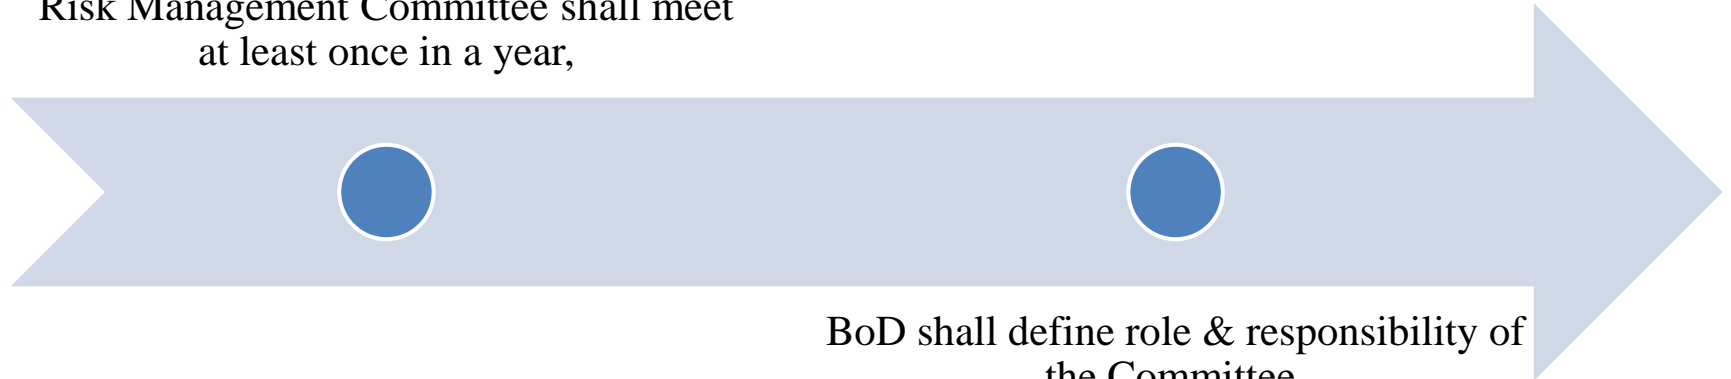 Risk Management Committee shall meet
at least once in a year,
BoD shall define role & responsibility of
the Committee